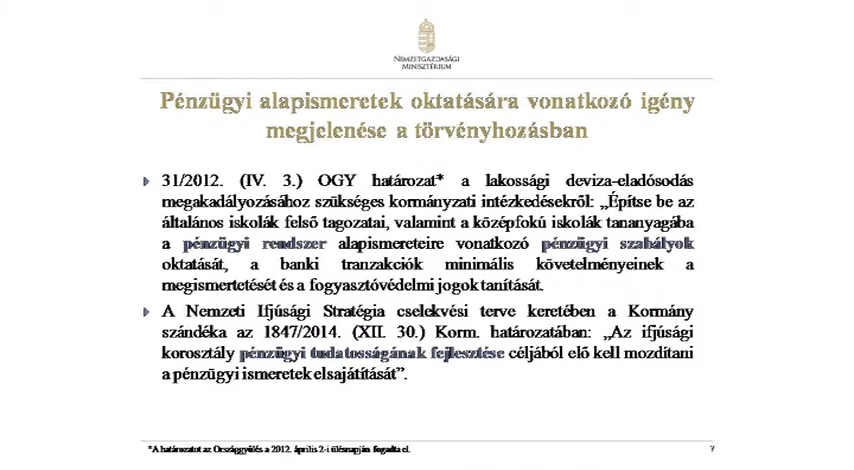 NEMZETGAZDASÁGI
MINISZTÉRIUM
Pénzügyi alapismeretek oktatására vonatkozó igény
megjelenése a törvényhozásban
31/2012. (IV. 3.) OGY határozat* a lakossági deviza-eladósodás
megakadályozásához szükséges kormányzati intézkedésekről: „Építse be az
általános iskolák felső tagozatai, valamint a középfokú iskolák tananyagába
a pénzügyi rendszer alapismereteire vonatkozó pénzügyi szabályok
oktatását, a banki tranzakciók minimális követelményeinek a
megismertetését és a fogyasztóvédelmi jogok tanítását.
A Nemzeti Ifjúsági Stratégia cselekvési terve keretében a Kormány
szándéka az 1847/2014. (XII. 30.) Korm. határozatában: „Az ifjúsági
korosztály pénzügyi tudatosságának fejlesztése céljából elő kell mozdítani
a pénzügyi ismeretek elsajátítását”.
*A határozatot az Országgyűlés a 2012. április 2-i ülésnapján fogadta el.
7